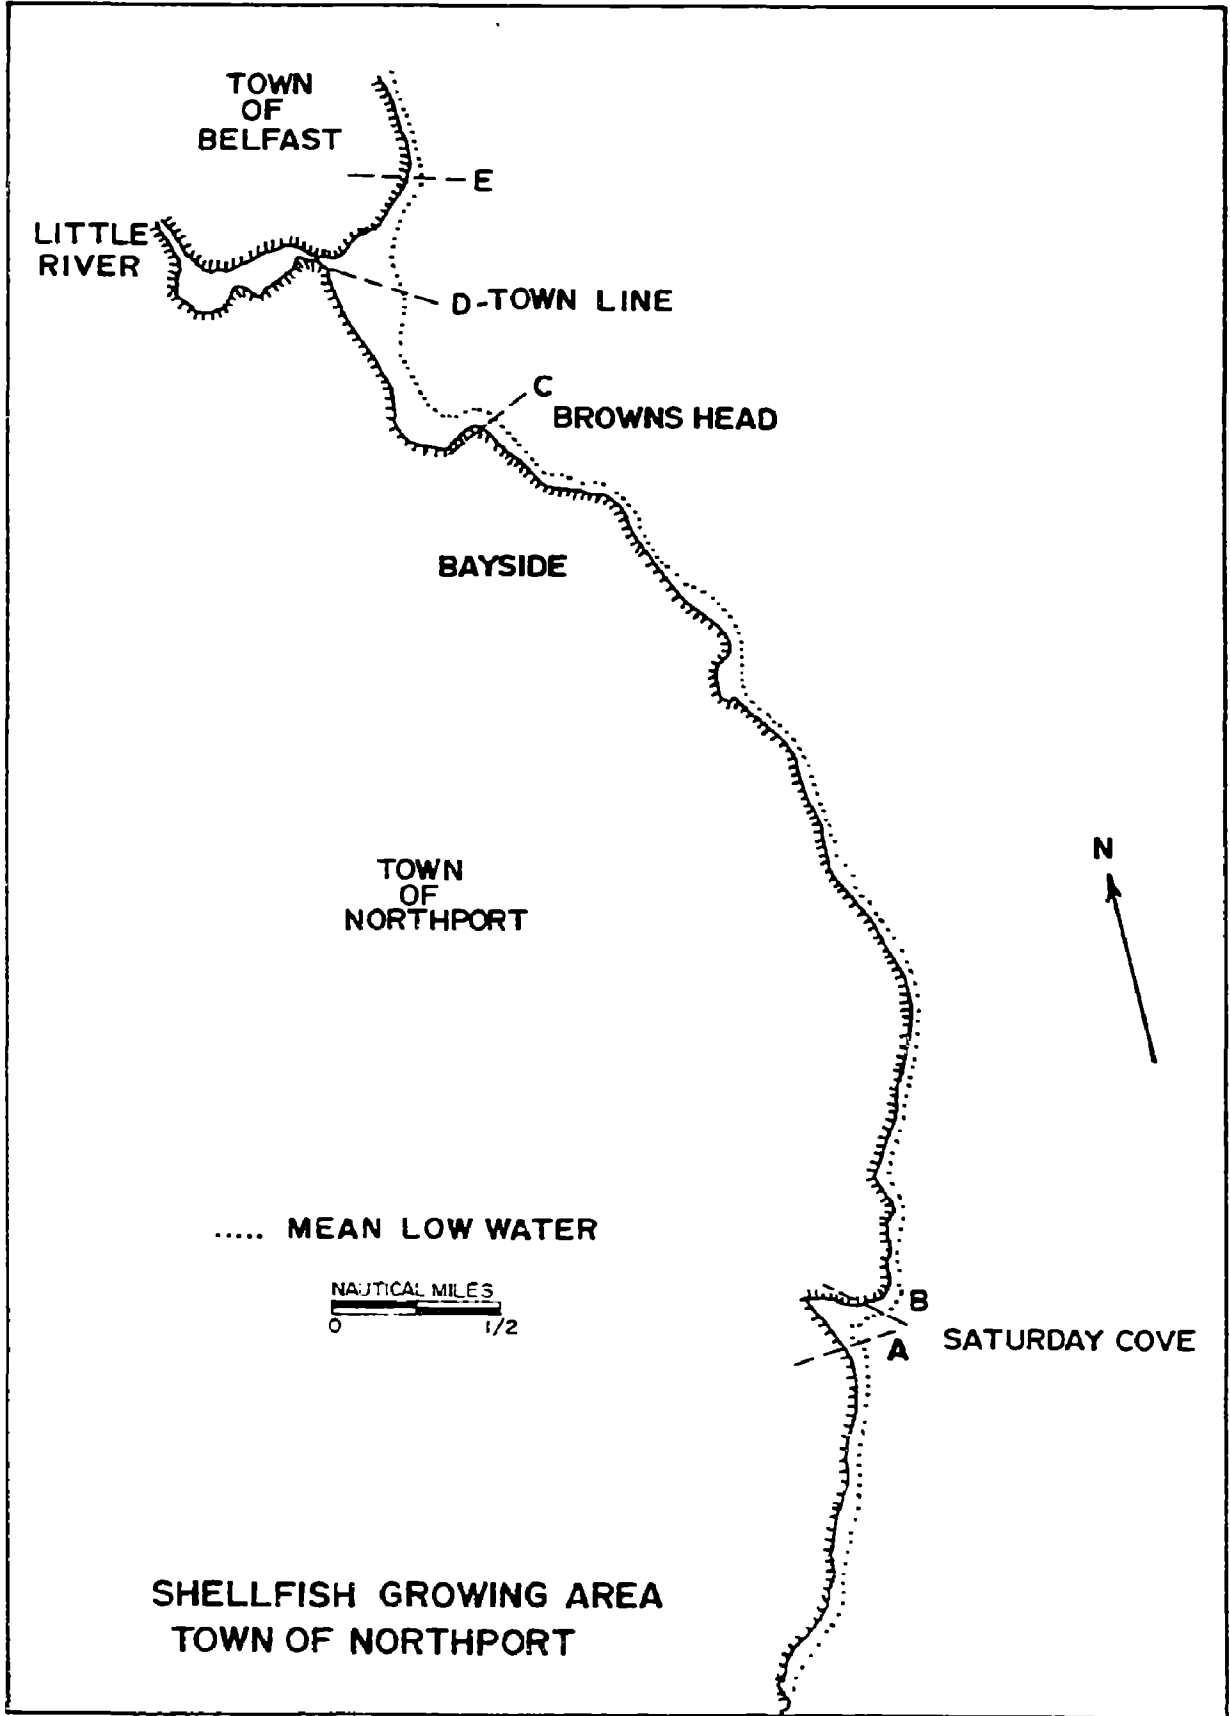 TOWN
OF
BELFAST
E
LITTLE
RIVER
D-TOWN LINE
C
BROWNS HEAD
BAYSIDE
N
TOWN
OF
NORTHPORT
..... MEAN LOW WATER
NAUTICAL MILES
0 1/2
B
A
SATURDAY COVE
SHELLFISH GROWING AREA
TOWN OF NORTHPORT